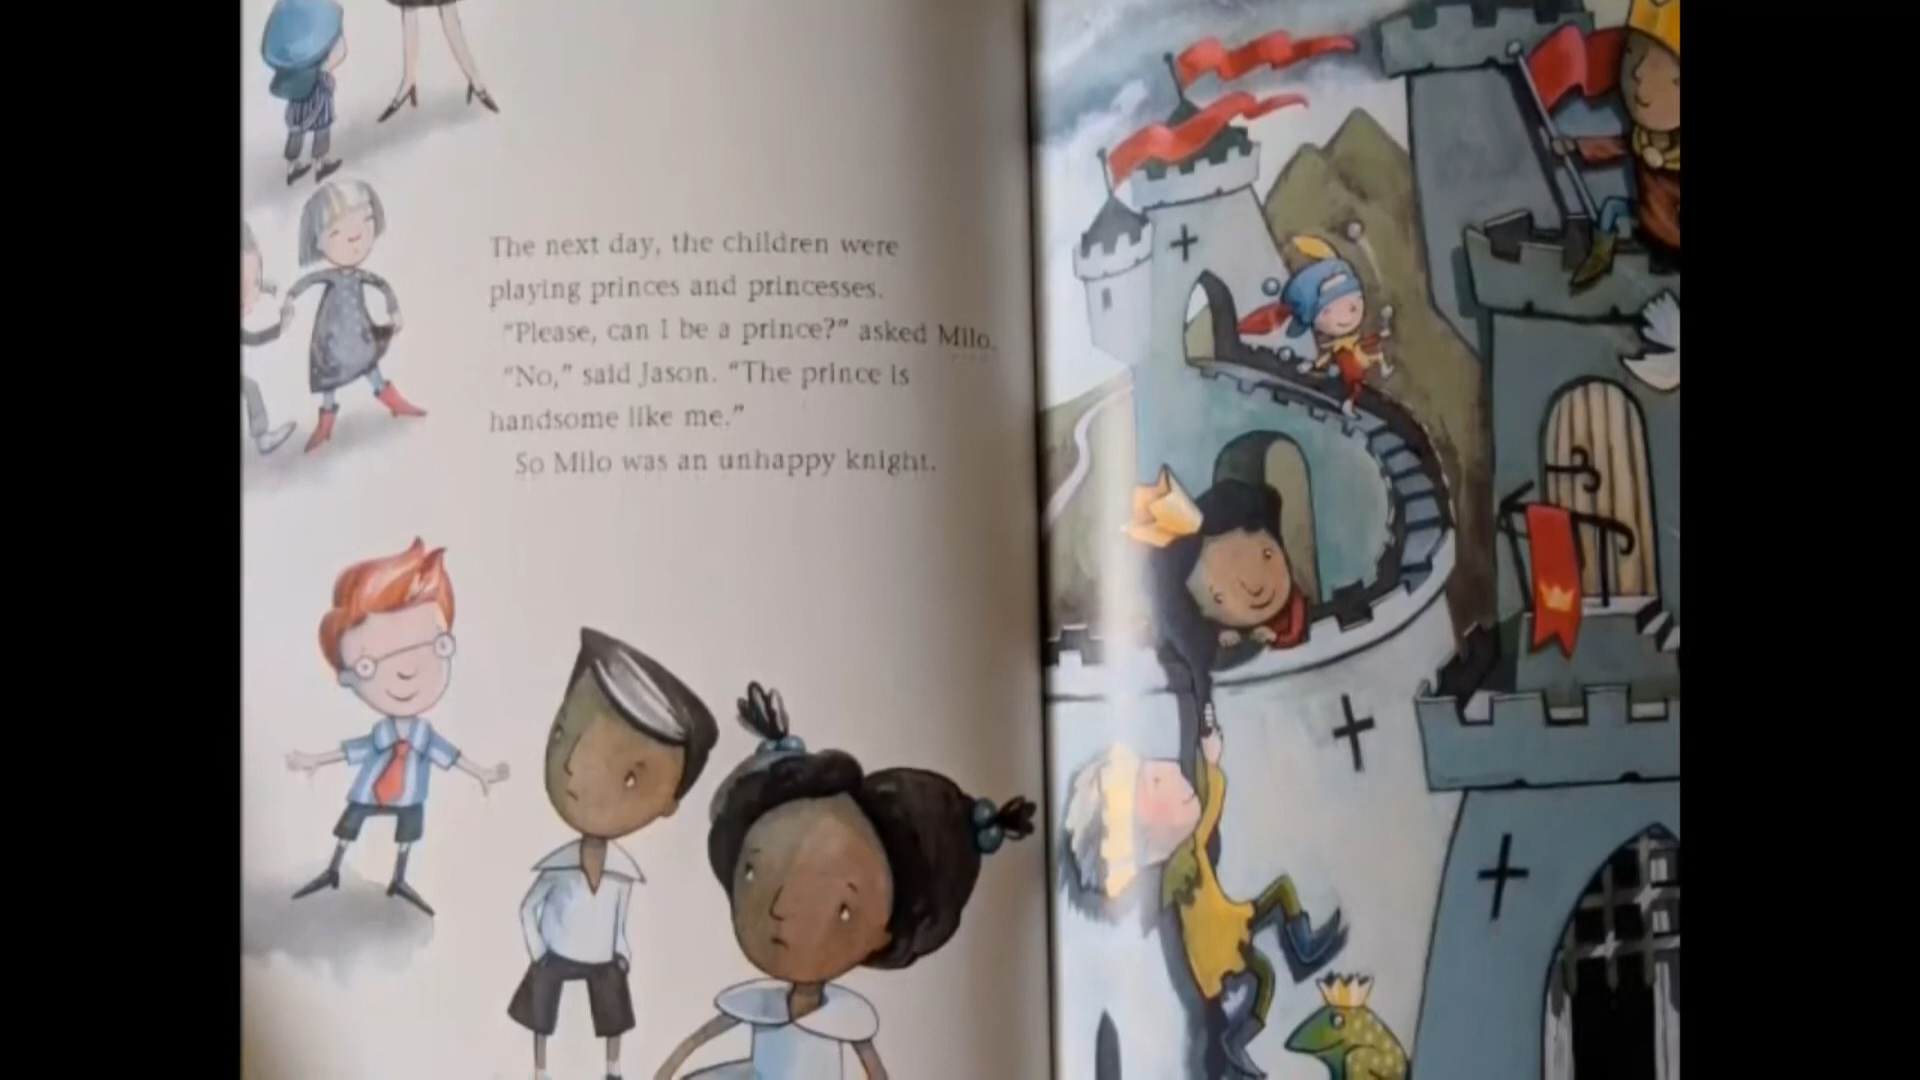 The next day, the children were
playing princes and princesses.
"Please, can I be a prince?" asked Milo.
"No," said Jason. "The prince is
handsome like me."
So Milo was an unhappy knight.